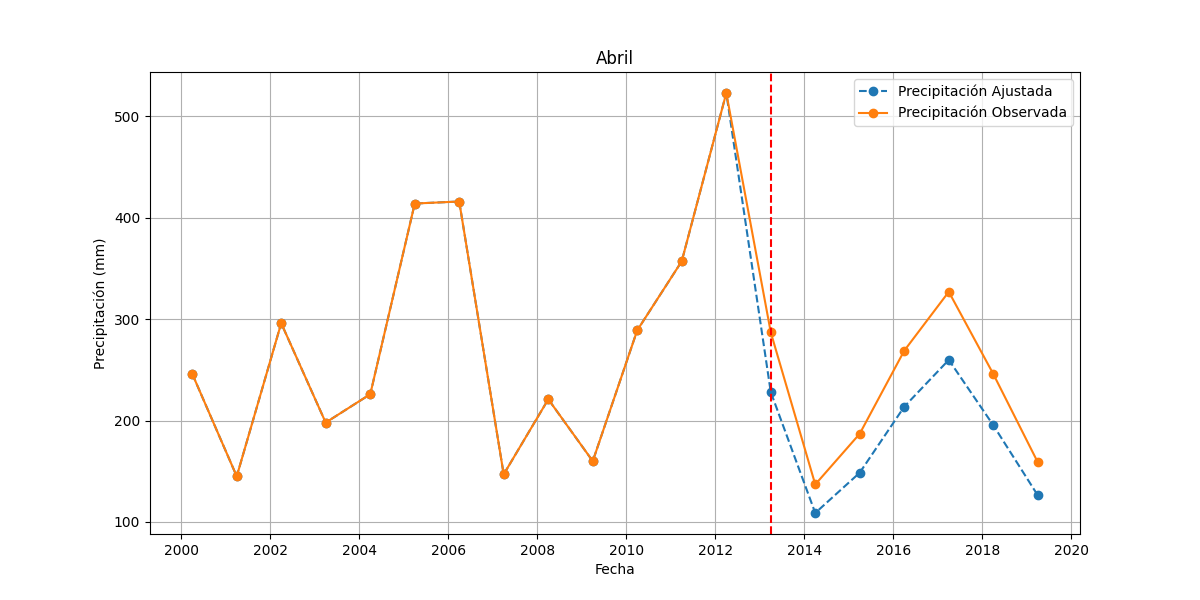 Abril
Precipitación Ajustada
Precipitación Observada
Precipitación (mm)
500
400
300
200
100
2000 2002 2004 2006 2008 2010 2012 2014 2016 2018 2020
Fecha